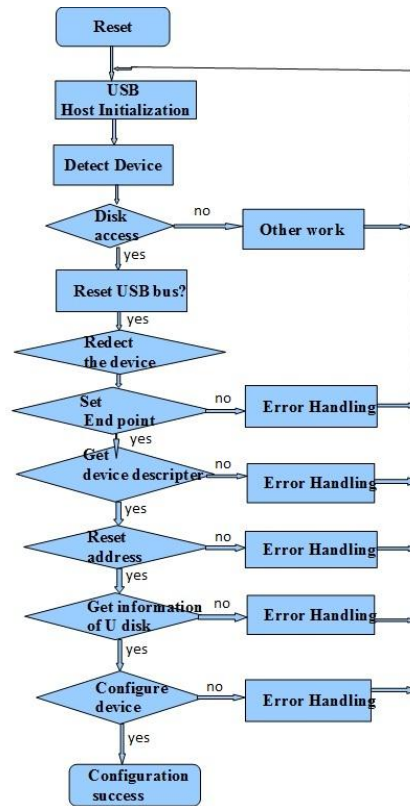 Reset
USB
Host Initialization
Detect Device
Disk
access
no
Other work
yes
Reset USB bus?
yes
Redect
the device
Set
End point
no
Error Handling
yes
Get
device descripter
no
Error Handling
yes
Reset
address
no
Error Handling
yes
Get information
of U disk
no
Error Handling
yes
Configure
device
no
Error Handling
yes
Configuration
success